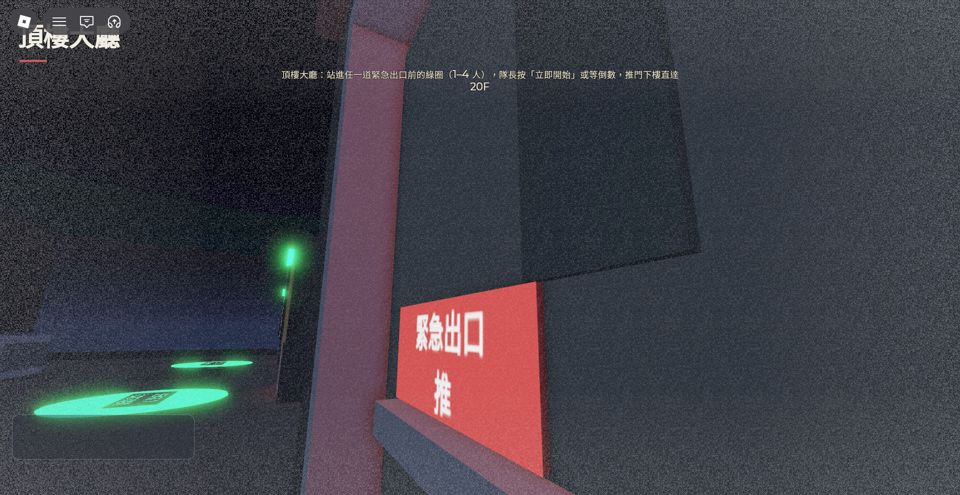 頂樓大廳
頂樓大廳：站進任一道緊急出口前的綠圈（1–4 人），隊長按「立即開始」或等倒數，推門下樓直達
20F
緊急出口
推